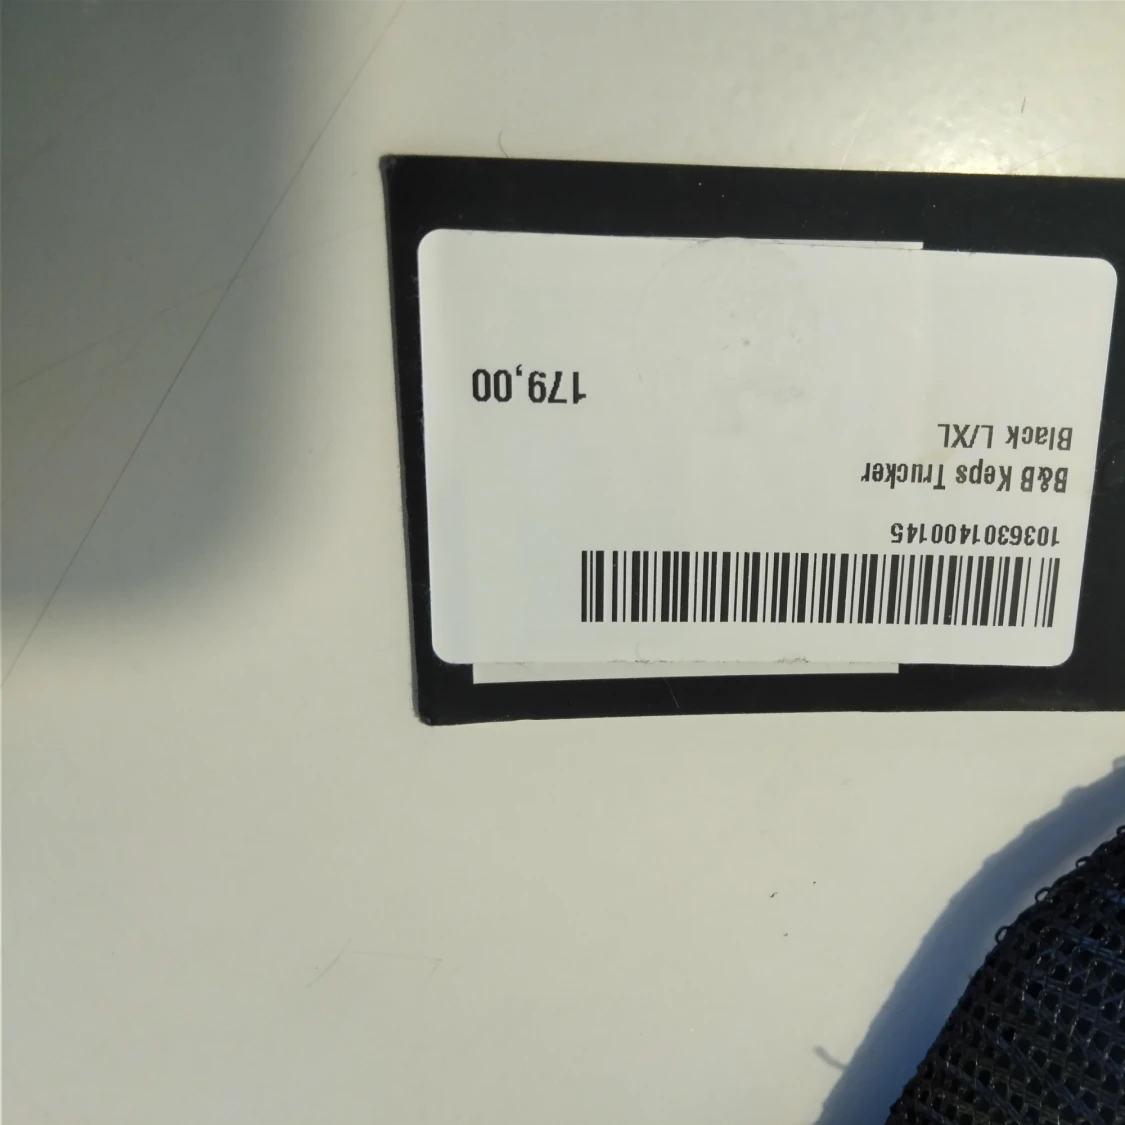 1036301400145
B&B Keps Trucker
Black L/XL
179,00